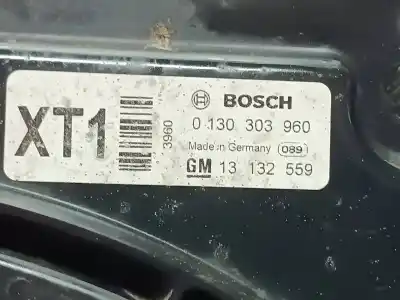 XT1
3960
BOSCH
0 130 303 960
Made in Germany 089
GM 13 132 559